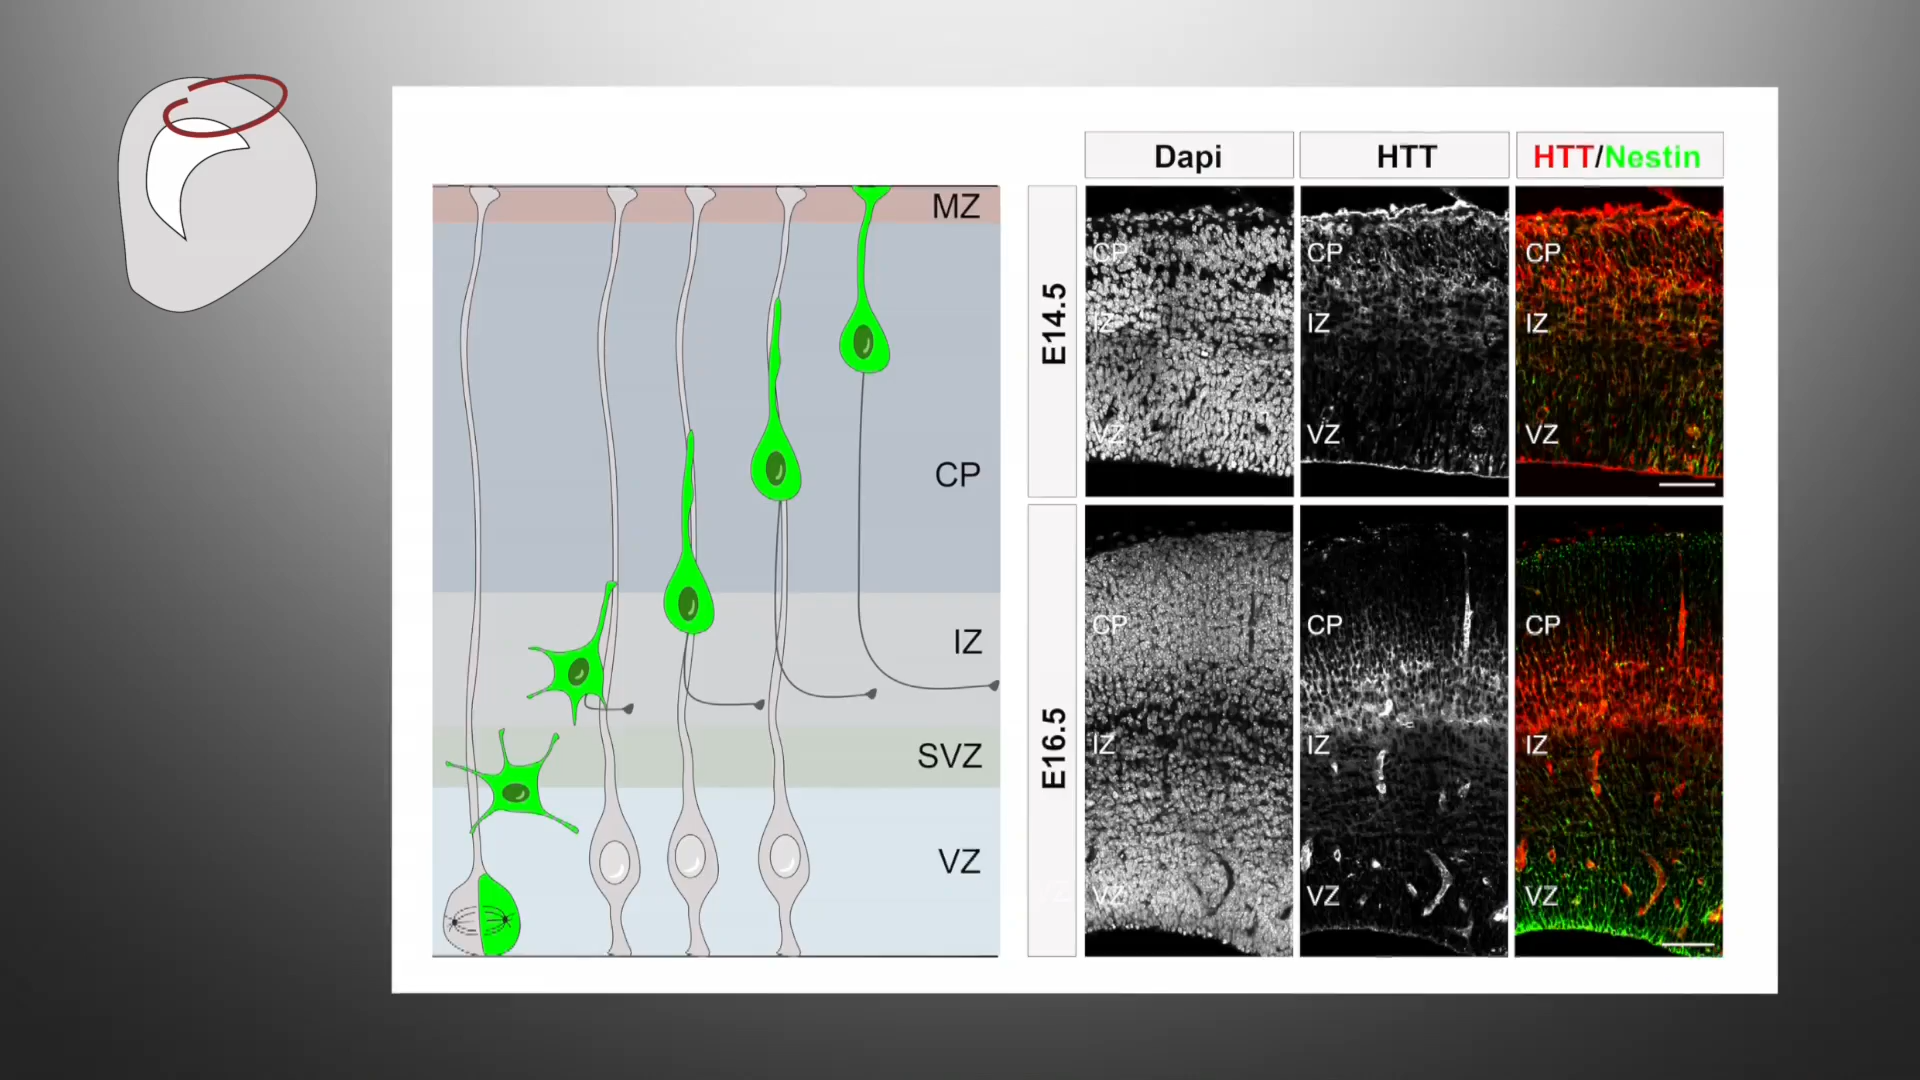 MZ
CP
IZ
SVZ
VZ
Dapi
HTT
HTT/Nestin
E14.5
CP
IZ
VZ
CP
IZ
VZ
CP
IZ
VZ
E16.5
CP
IZ
VZ
CP
IZ
VZ
CP
IZ
VZ